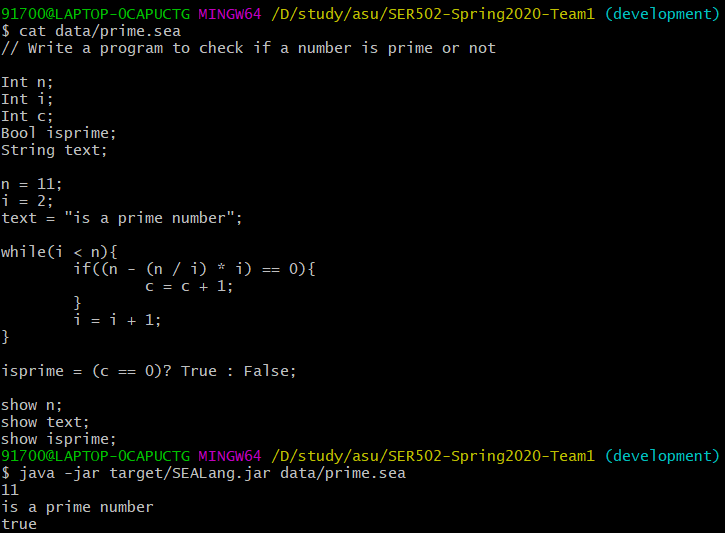 91700@LAPTOP-0CAPUCTG MINGW64 /D/study/asu/SER502-Spring2020-Team1 (development)
$ cat data/prime.sea
// Write a program to check if a number is prime or not

Int n;
Int i;
Int c;
Bool isprime;
String text;

n = 11;
i = 2;
text = "is a prime number";

while(i < n){
        if((n - (n / i) * i) == 0){
                c = c + 1;
        }
        i = i + 1;
}

isprime = (c == 0)? True : False;

show n;
show text;
show isprime;
91700@LAPTOP-0CAPUCTG MINGW64 /D/study/asu/SER502-Spring2020-Team1 (development)
$ java -jar target/SEALang.jar data/prime.sea
11
is a prime number
true